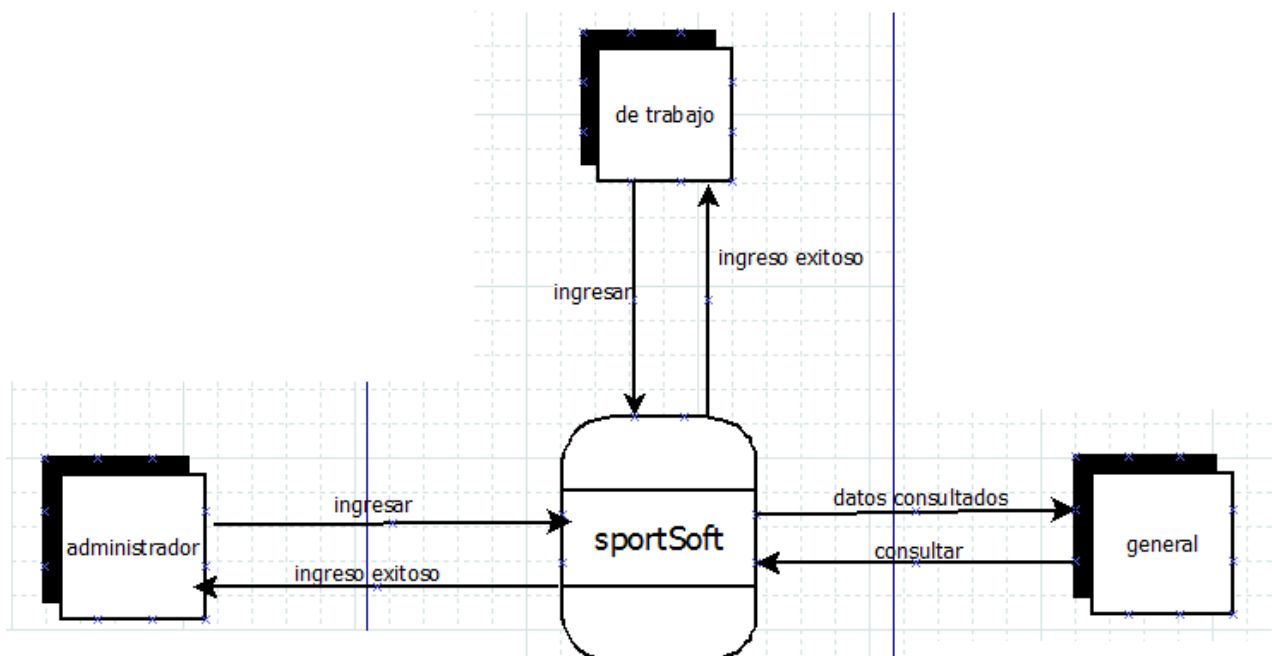 de trabajo
ingreso exitoso
ingresar
ingresar
datos consultados
sportSoft
administrador
general
consultar
ingreso exitoso